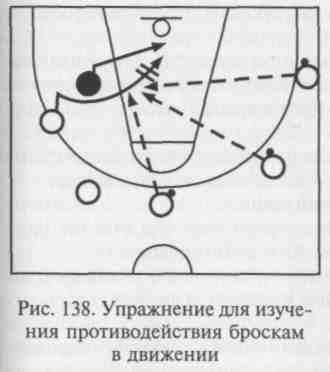 Рис. 138. Упражнение для изуче-
ния противодействия броскам
в движении